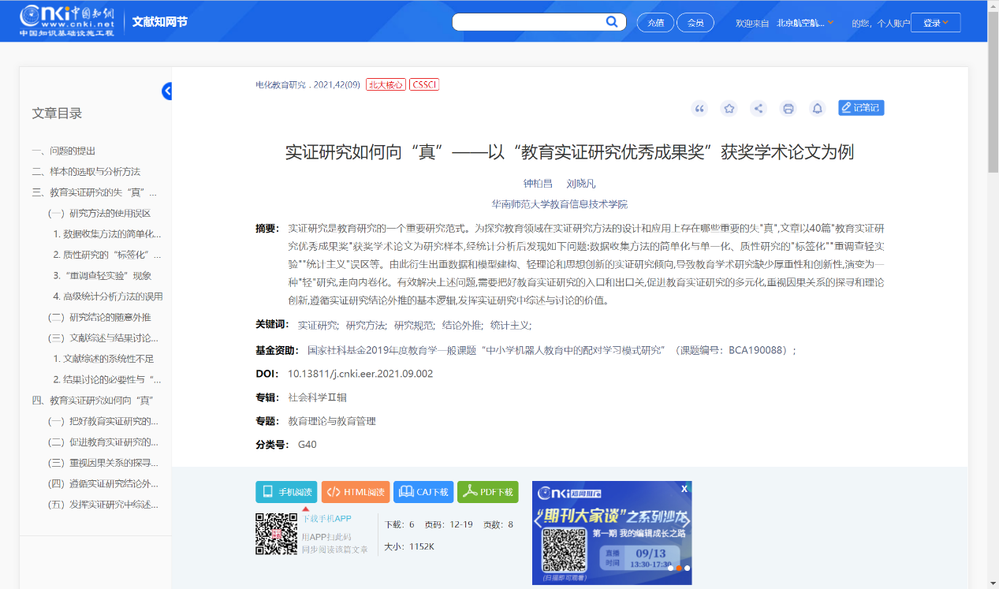 cnki中国知网
www.cnki.net
中国知识基础设施工程
文献知网节
充值
会员
欢迎来自 北京航空航... 的您，个人账户 登录
文章目录
一、问题的提出
二、样本的选取与分析方法
三、教育实证研究的失“真”...
(一）研究方法的使用误区
1. 数据收集方法的简单化...
2. 质性研究的“标签化”...
3.“重调查轻实验”现象
4. 高级统计分析方法的误用
(二）研究结论的随意外推
(三）文献综述与结果讨论...
1. 文献综述的系统性不足
2. 结果讨论的必要性与“...
四、教育实证研究如何向“真”
(一）把好教育实证研究的...
(二）促进教育实证研究的...
(三）重视因果关系的探寻...
(四）遵循实证研究结论外...
(五）发挥实证研究中综述...
电化教育研究 . 2021,42(09) 北大核心 CSSCI
记笔记
实证研究如何向“真”——以“教育实证研究优秀成果奖”获奖学术论文为例
钟柏昌 刘晓凡
华南师范大学教育信息技术学院
摘要： 实证研究是教育研究的一个重要研究范式。为探究教育领域在实证研究方法的设计和应用上存在哪些重要的失"真",文章以40篇"教育实证研
究优秀成果奖"获奖学术论文为研究样本,经统计分析后发现如下问题:数据收集方法的简单化与单一化、质性研究的"标签化""重调查轻实
验""统计主义"误区等。由此衍生出重数据和模型建构、轻理论和思想创新的实证研究倾向,导致教育学术研究缺少厚重性和创新性,演变为一
种"轻"研究,走向内卷化。有效解决上述问题,需要把好教育实证研究的入口和出口关,促进教育实证研究的多元化,重视因果关系的探寻和理论
创新,遵循实证研究结论外推的基本逻辑,发挥实证研究中综述与讨论的价值。
关键词： 实证研究; 研究方法; 研究规范; 结论外推; 统计主义;
基金资助： 国家社科基金2019年度教育学一般课题“中小学机器人教育中的配对学习模式研究”（课题编号：BCA190088）;
DOI： 10.13811/j.cnki.eer.2021.09.002
专辑： 社会科学Ⅱ辑
专题： 教育理论与教育管理
分类号： G40
手机阅读
HTML阅读
CAJ下载
PDF下载
下载手机APP
用APP扫此码
同步阅读该篇文章
下载：6 页码：12-19 页数：8
大小：1152K
cnki知网推广
X
“期刊大家谈”之系列沙龙
第一期 我的编辑成长之路
直播时间 09/13
13:30-17:30
(扫描即可观看)